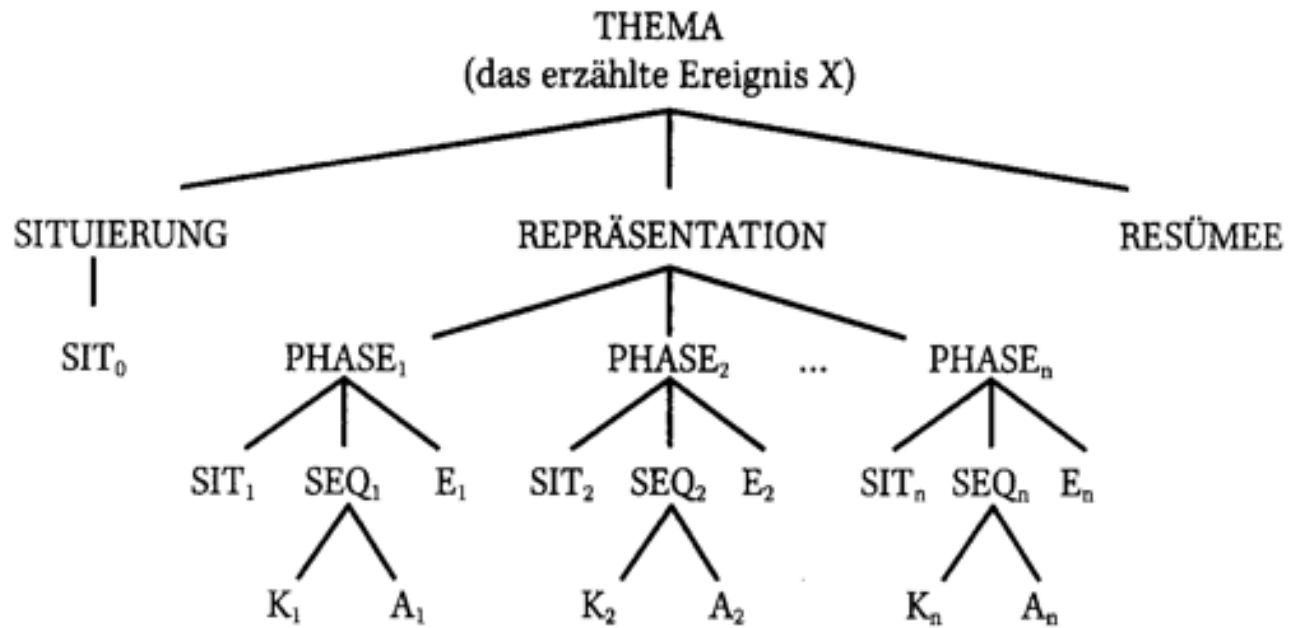 THEMA
(das erzählte Ereignis X)
SITUIERUNG REPRÄSENTATION RESÜMEE
SIT₀ PHASE₁ PHASE₂ ... PHASEₙ
SIT₁ SEQ₁ E₁ SIT₂ SEQ₂ E₂ SITₙ SEQₙ Eₙ
K₁ A₁ K₂ A₂ Kₙ Aₙ